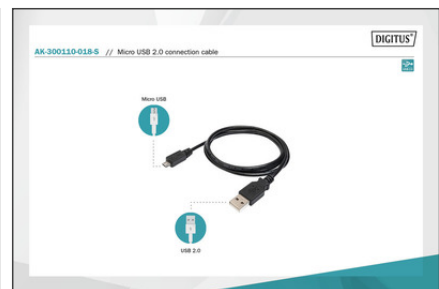 DIGITUS®
AK-300110-018-S // Micro USB 2.0 connection cable
Micro USB
USB 2.0